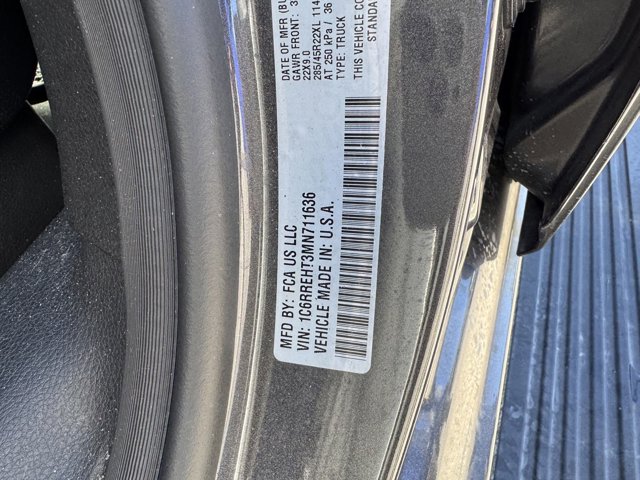 MFD BY: FCA US LLC
VIN: 1C6RREHT3MN711636
VEHICLE MADE IN: U.S.A.
DATE OF MFR
GAWR FRONT:
22X9.0
285/45R22XL 114
AT 250 kPa / 36
TYPE: TRUCK
THIS VEHICLE
STANDA